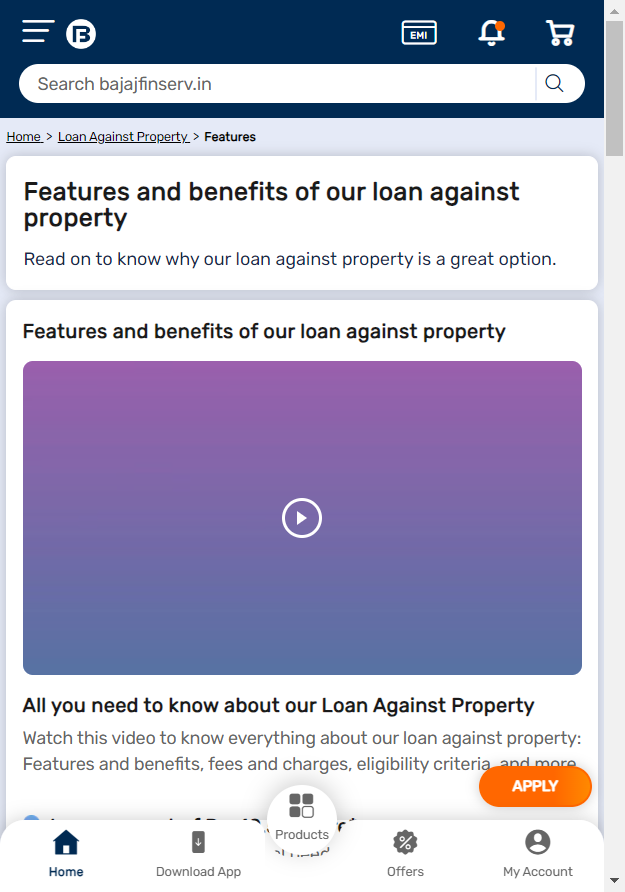 EMI
Search bajajfinserv.in
Home > Loan Against Property > Features
Features and benefits of our loan against
property
Read on to know why our loan against property is a great option.
Features and benefits of our loan against property
All you need to know about our Loan Against Property
Watch this video to know everything about our loan against property:
Features and benefits, fees and charges, eligibility criteria, and more.
APPLY
Products
Home
Download App
Offers
My Account